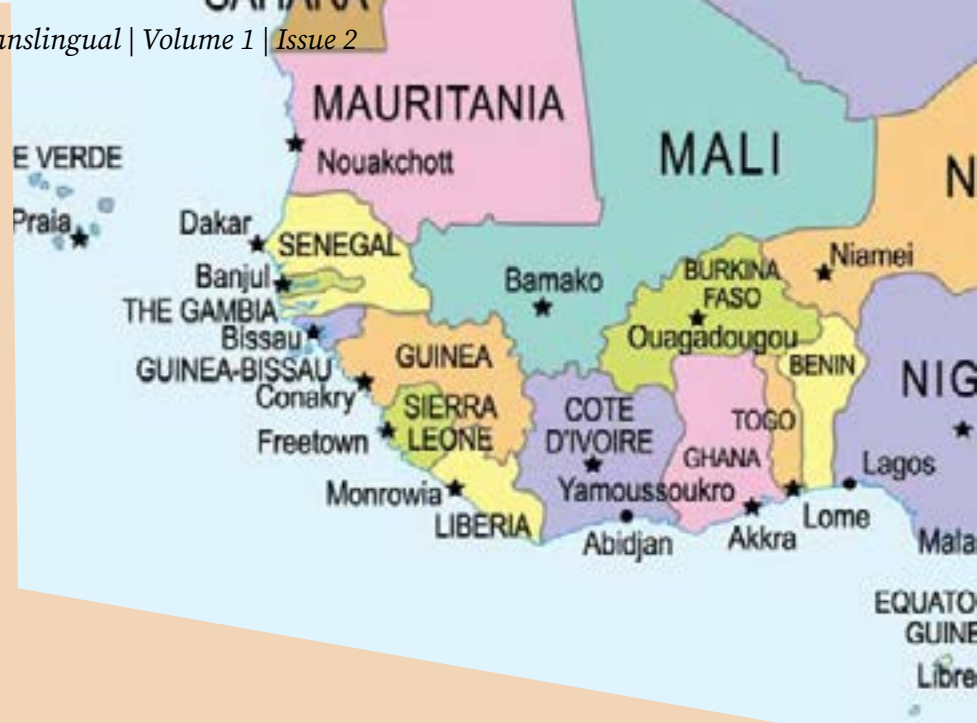 SAHARA
anslingual | Volume 1 | Issue 2
MAURITANIA
Nouakchott
MALI
N
E VERDE
Praia
Dakar
SENEGAL
Banjul
THE GAMBIA
Bissau
GUINEA-BISSAU
Conakry
GUINEA
SIERRA
LEONE
Freetown
Monrowia
LIBERIA
Bamako
BURKINA
FASO
Ouagadougou
Niamei
BENIN
NIG
COTE
D'IVOIRE
Yamoussoukro
Abidjan
TOGO
GHANA
Akkra
Lome
Lagos
Mala
EQUATO
GUINE
Libre